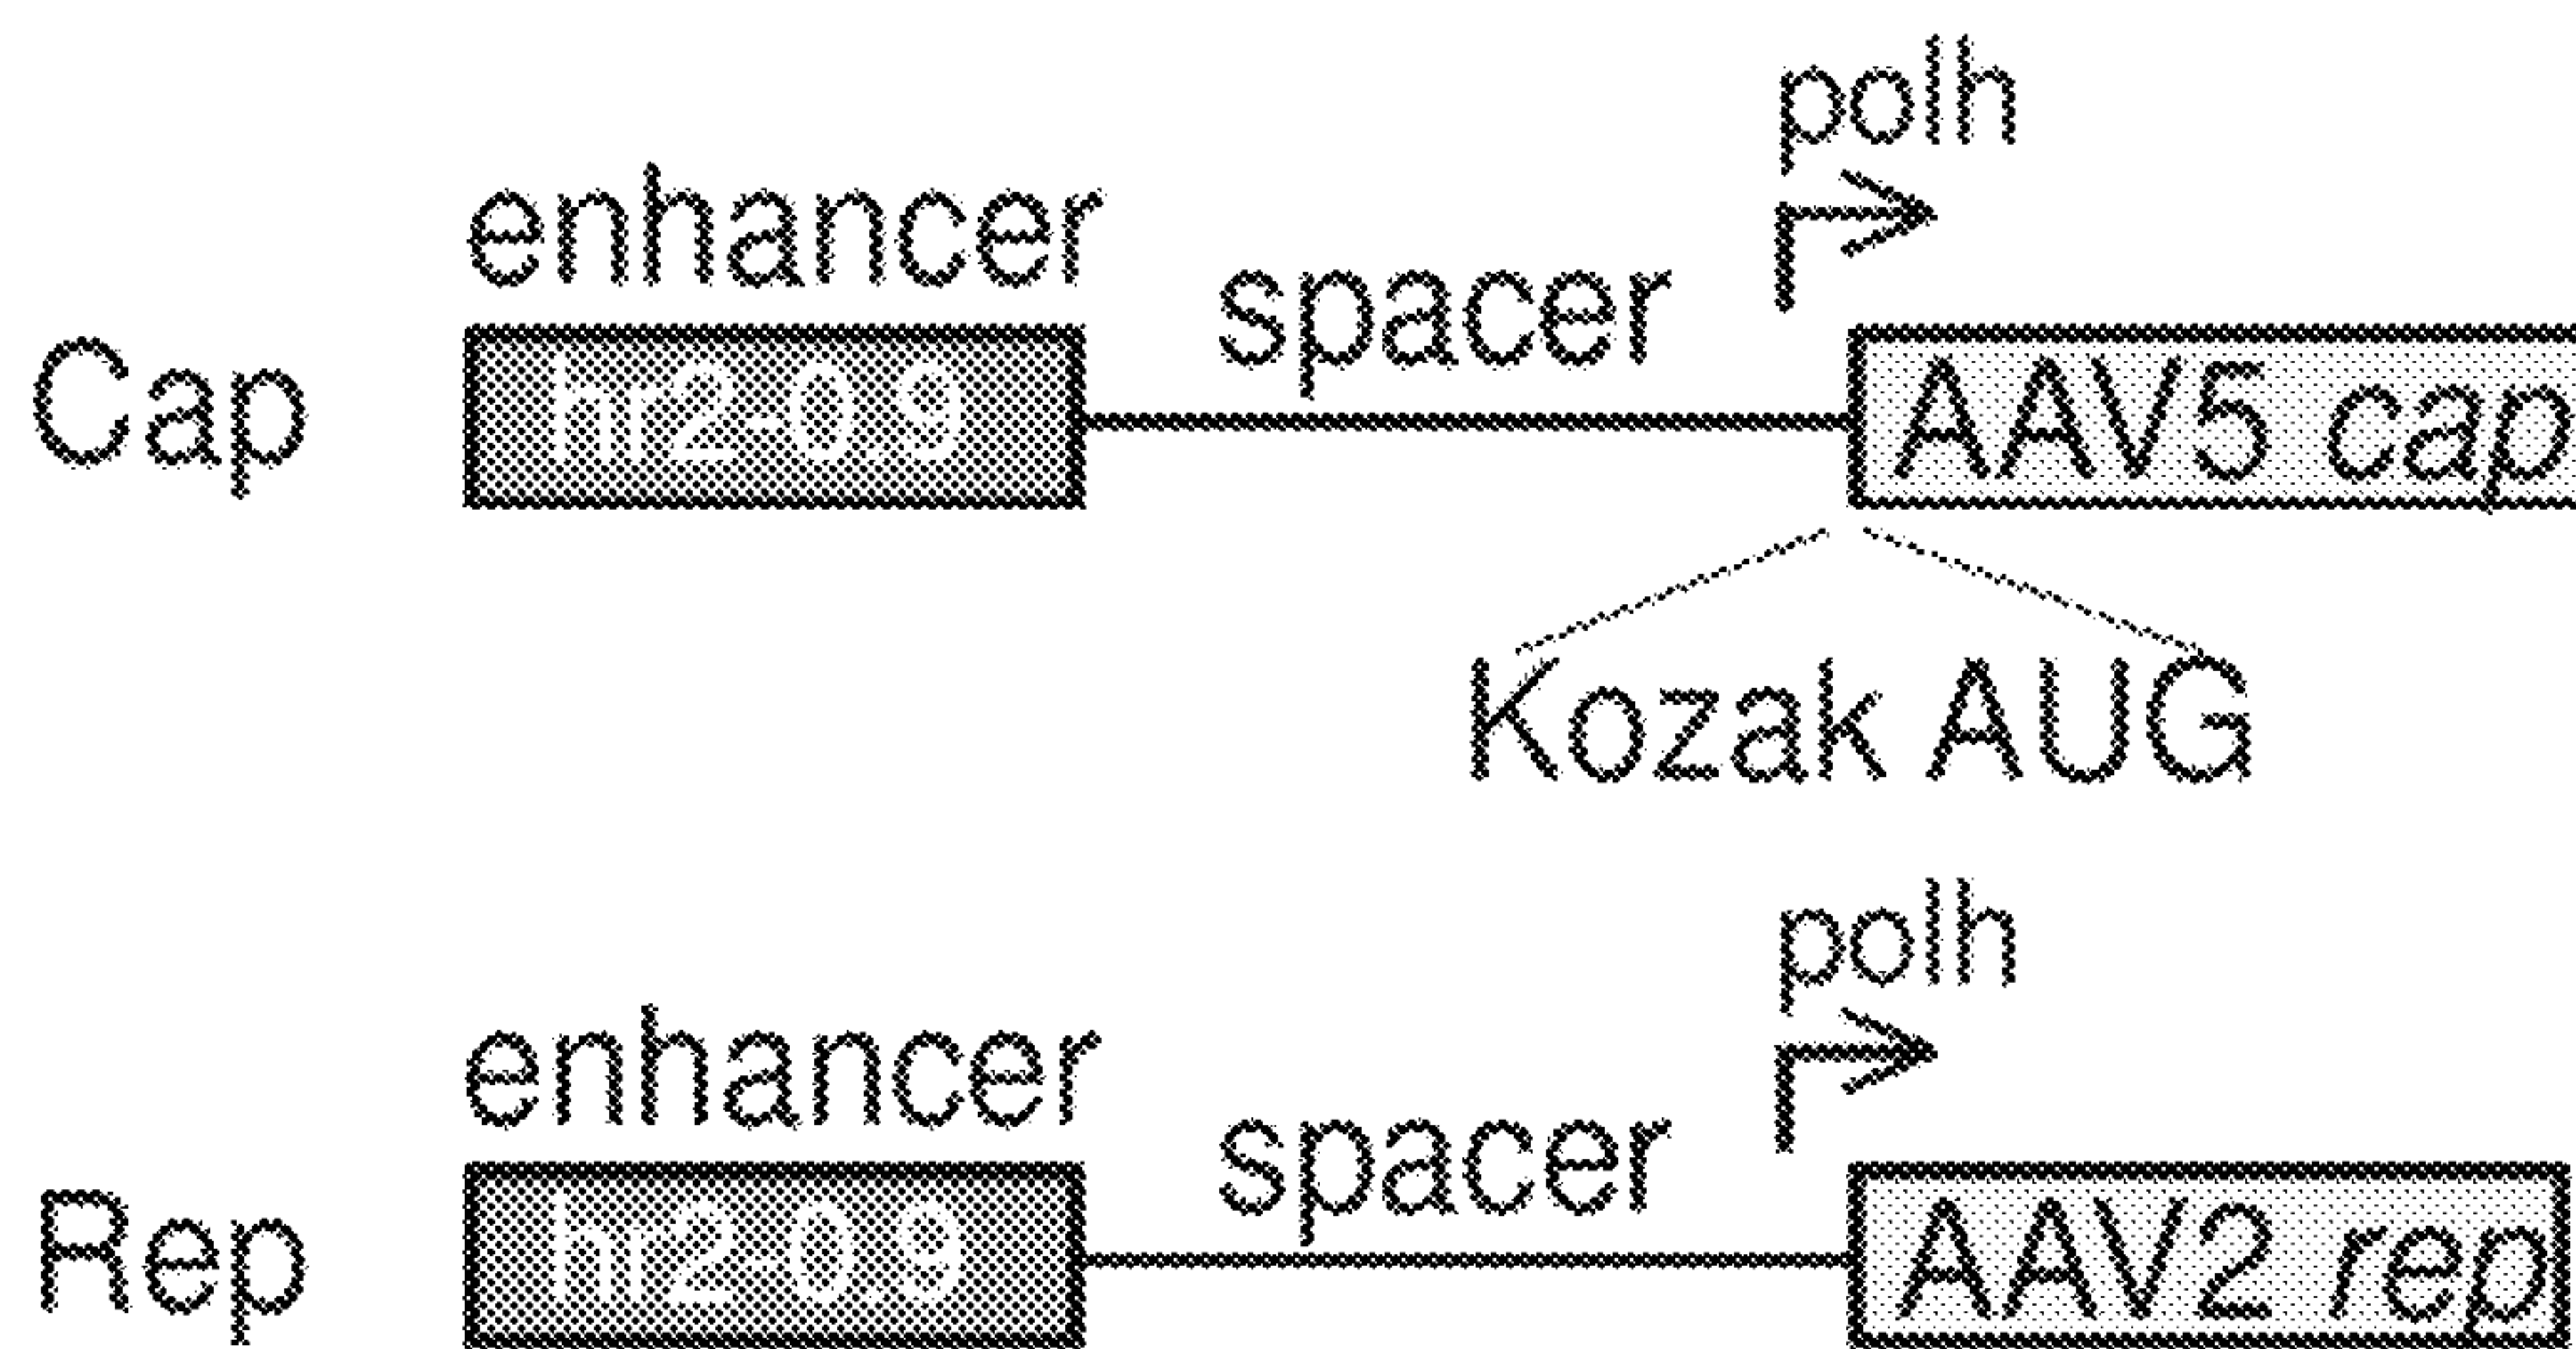 polh
enhancer
spacer
Cap hr2-0.9 AAV5 cap
Kozak AUG
polh
enhancer
spacer
Rep hr2-0.9 AAV2 rep